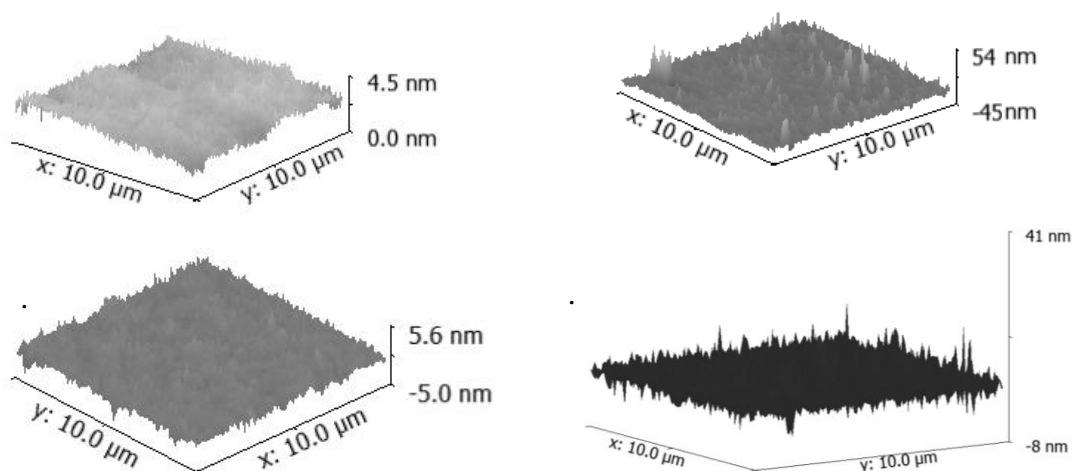 4.5 nm
0.0 nm
x: 10.0 µm
y: 10.0 µm
54 nm
-45nm
x: 10.0 µm
y: 10.0 µm
5.6 nm
-5.0 nm
y: 10.0 µm
x: 10.0 µm
41 nm
-8 nm
x: 10.0 µm
y: 10.0 µm